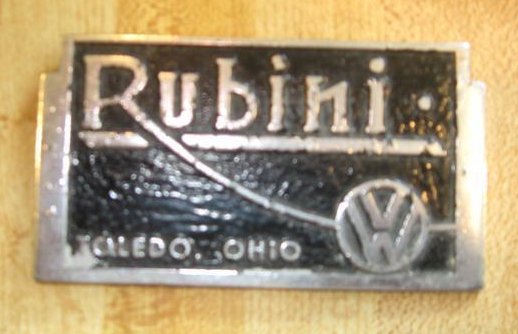 Rubini
TOLEDO, OHIO
VW